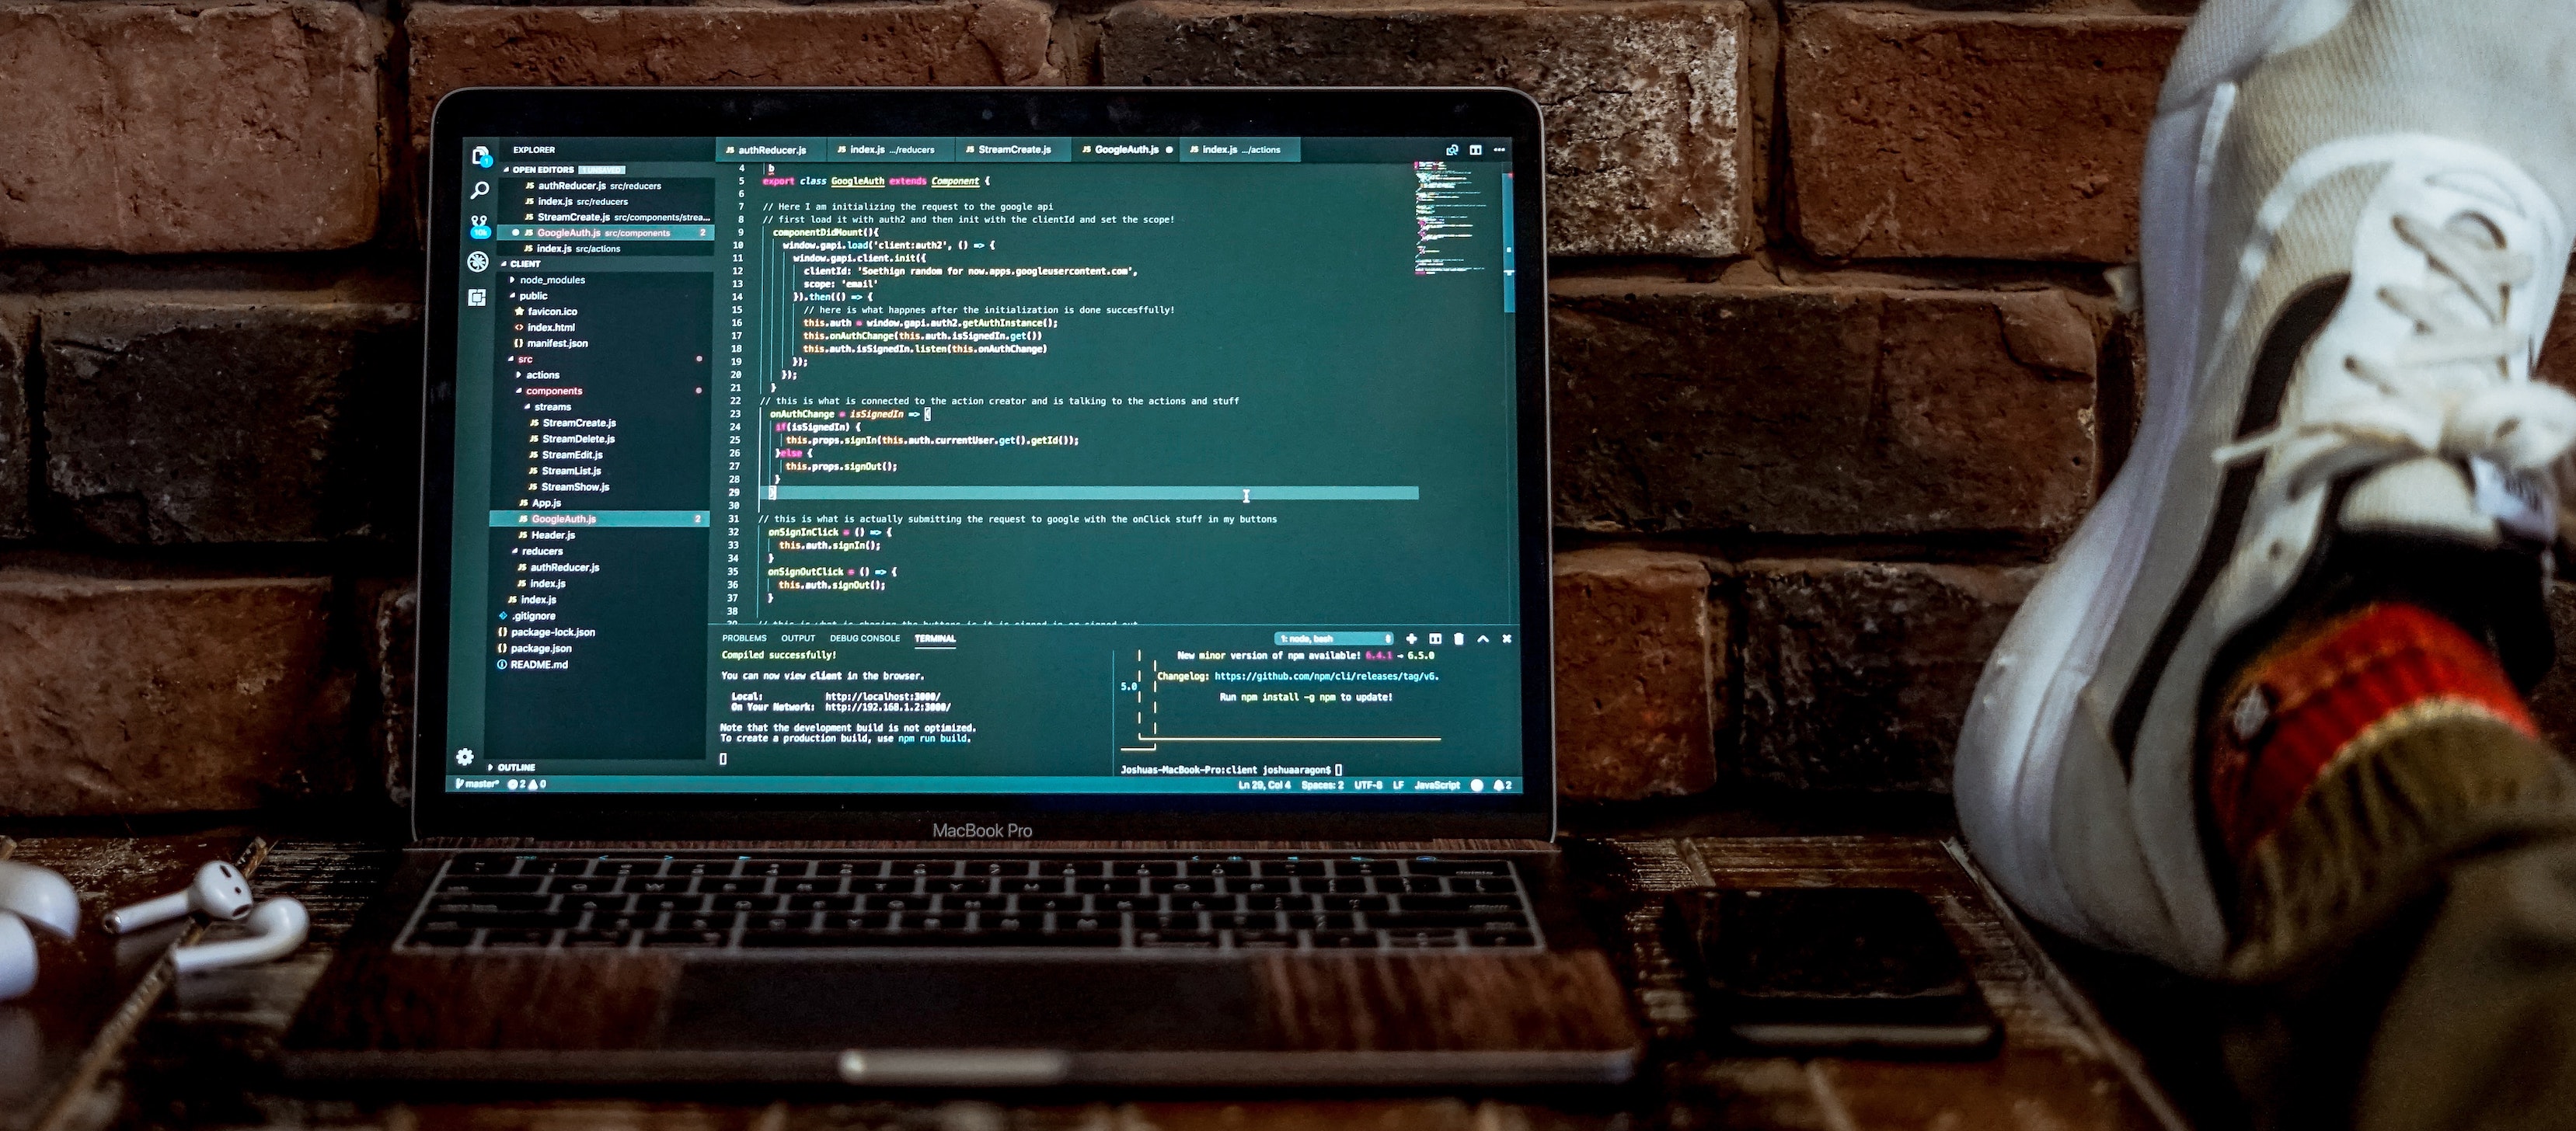 EXPLORER
OPEN EDITORS 1 UNSAVED
authReducer.js src/reducers
index.js src/reducers
StreamCreate.js src/components/strea...
GoogleAuth.js src/components 2
index.js src/actions
CLIENT
node_modules
public
favicon.ico
index.html
manifest.json
src
actions
components
streams
StreamCreate.js
StreamDelete.js
StreamEdit.js
StreamList.js
StreamShow.js
App.js
GoogleAuth.js 2
Header.js
reducers
authReducer.js
index.js
index.js
.gitignore
package-lock.json
package.json
README.md
OUTLINE
authReducer.js index.js .../reducers StreamCreate.js GoogleAuth.js index.js .../actions
4 b
5 export class GoogleAuth extends Component {
6
7 // Here I am initializing the request to the google api
8 // first load it with auth2 and then init with the clientId and set the scope!
9 componentDidMount(){
10 window.gapi.load('client:auth2', () => {
11 window.gapi.client.init({
12 clientId: 'Soethign random for now.apps.googleusercontent.com',
13 scope: 'email'
14 }).then(() => {
15 // here is what happnes after the initialization is done succesffully!
16 this.auth = window.gapi.auth2.getAuthInstance();
17 this.onAuthChange(this.auth.isSignedIn.get())
18 this.auth.isSignedIn.listen(this.onAuthChange)
19 });
20 });
21 }
22 // this is what is connected to the action creator and is talking to the actions and stuff
23 onAuthChange = isSignedIn => {
24 if(isSignedIn) {
25 this.props.signIn(this.auth.currentUser.get().getId());
26 }else {
27 this.props.signOut();
28 }
29 }
30
31 // this is what is actually submitting the request to google with the onClick stuff in my buttons
32 onSignInClick = () => {
33 this.auth.signIn();
34 }
35 onSignOutClick = () => {
36 this.auth.signOut();
37 }
38
PROBLEMS OUTPUT DEBUG CONSOLE TERMINAL 1: node, bash
Compiled successfully!
You can now view client in the browser.
Local: http://localhost:3000/
On Your Network: http://192.168.1.2:3000/
Note that the development build is not optimized.
To create a production build, use npm run build.
New minor version of npm available! 6.4.1 → 6.5.0
Changelog: https://github.com/npm/cli/releases/tag/v6.
5.0
Run npm install -g npm to update!
Joshuas-MacBook-Pro:client joshuaaragon$
master* 2 0 Ln 29, Col 4 Spaces: 2 UTF-8 LF JavaScript 2
MacBook Pro